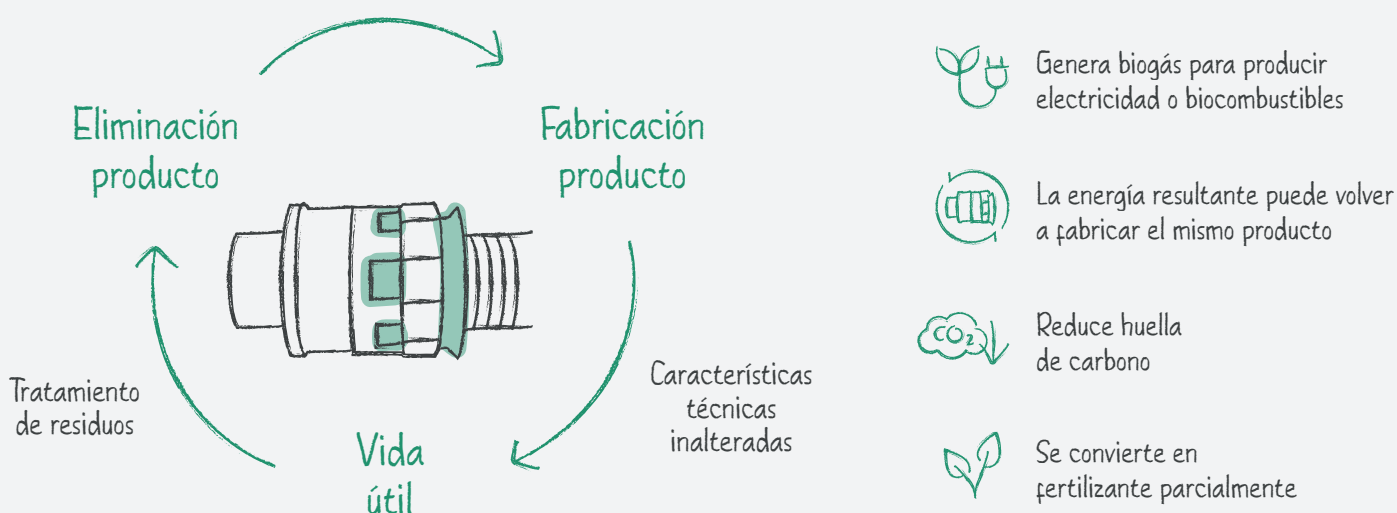 Eliminación
producto
Fabricación
producto
Tratamiento
de residuos
Vida
útil
Características
técnicas
inalteradas
Genera biogás para producir
electricidad o biocombustibles
La energía resultante puede volver
a fabricar el mismo producto
CO2
Reduce huella
de carbono
Se convierte en
fertilizante parcialmente